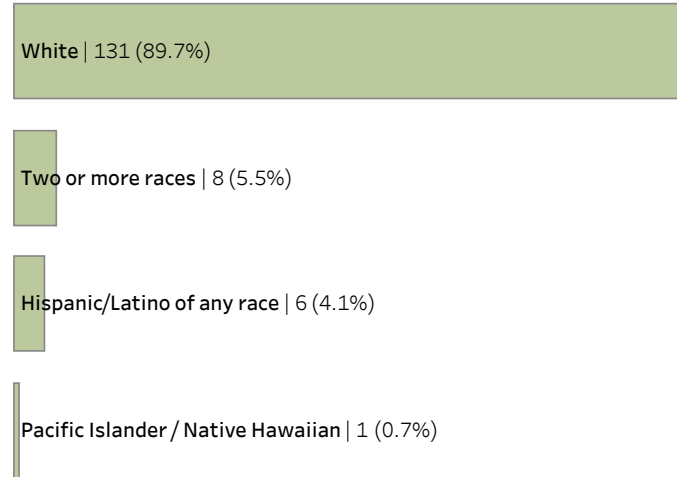 White | 131 (89.7%)
Two or more races | 8 (5.5%)
Hispanic/Latino of any race | 6 (4.1%)
Pacific Islander / Native Hawaiian | 1 (0.7%)